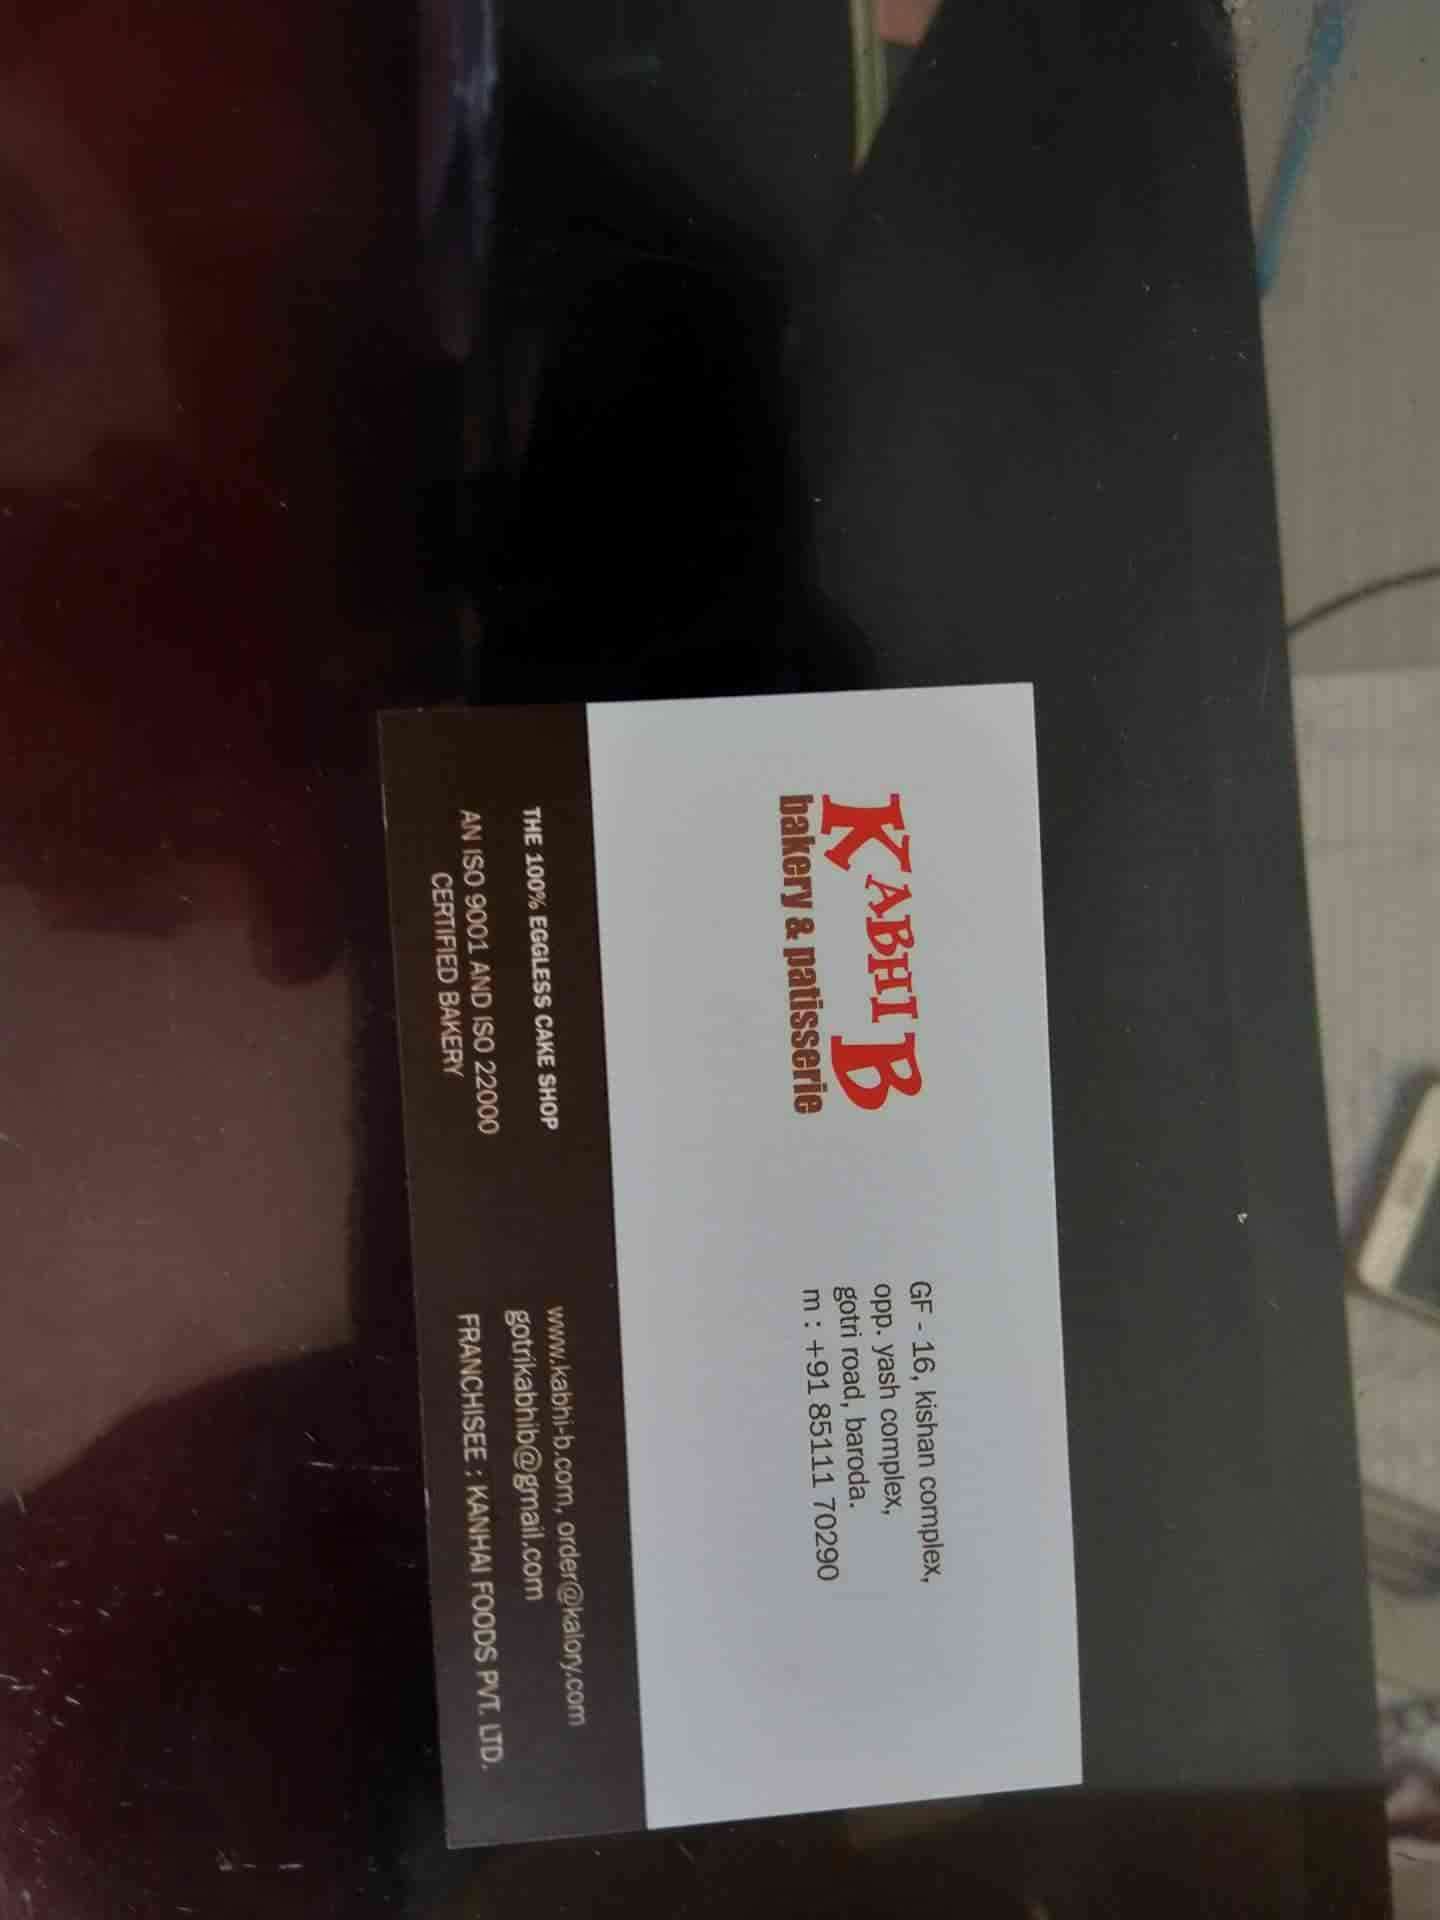 KABHI B
bakery & patisserie
GF - 16, kishan complex,
opp. yash complex,
gotri road, baroda.
m : +91 85111 70290
THE 100% EGGLESS CAKE SHOP
AN ISO 9001 AND ISO 22000
CERTIFIED BAKERY
www.kabhi-b.com, order@kalory.com
gotrikabhib@gmail.com
FRANCHISEE : KANHAI FOODS PVT. LTD.